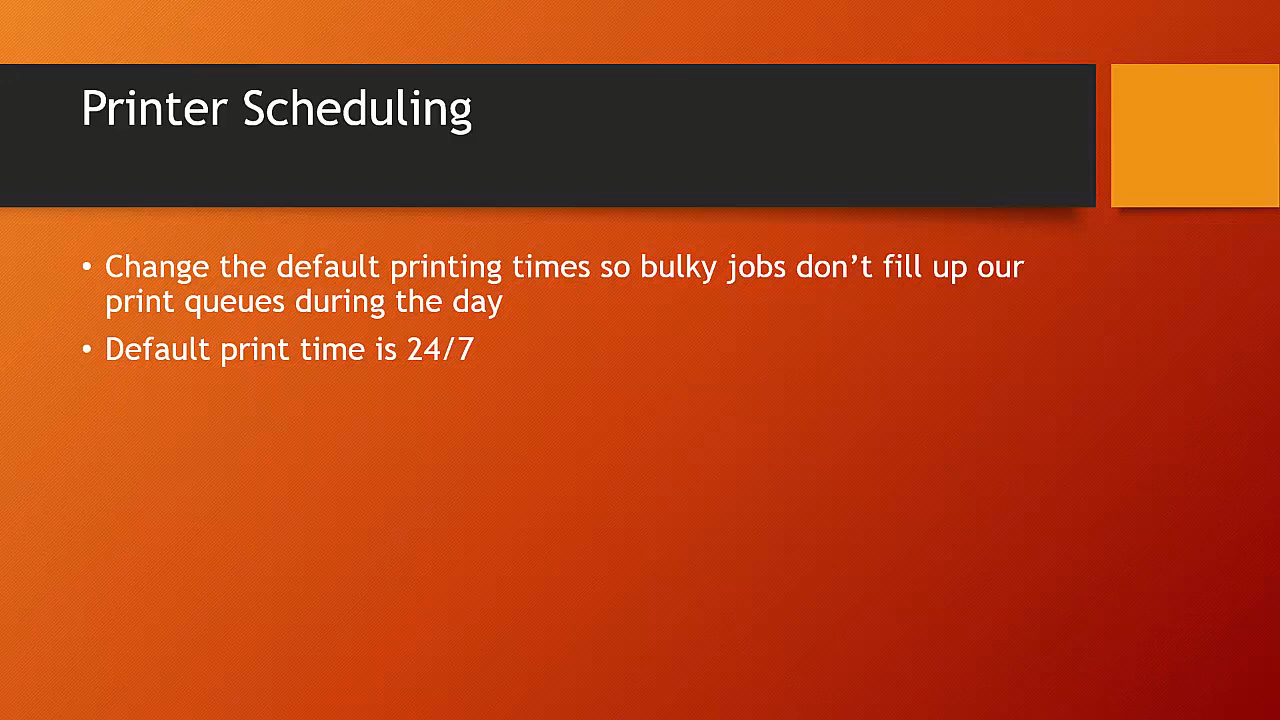 Printer Scheduling
• Change the default printing times so bulky jobs don’t fill up our
print queues during the day
• Default print time is 24/7